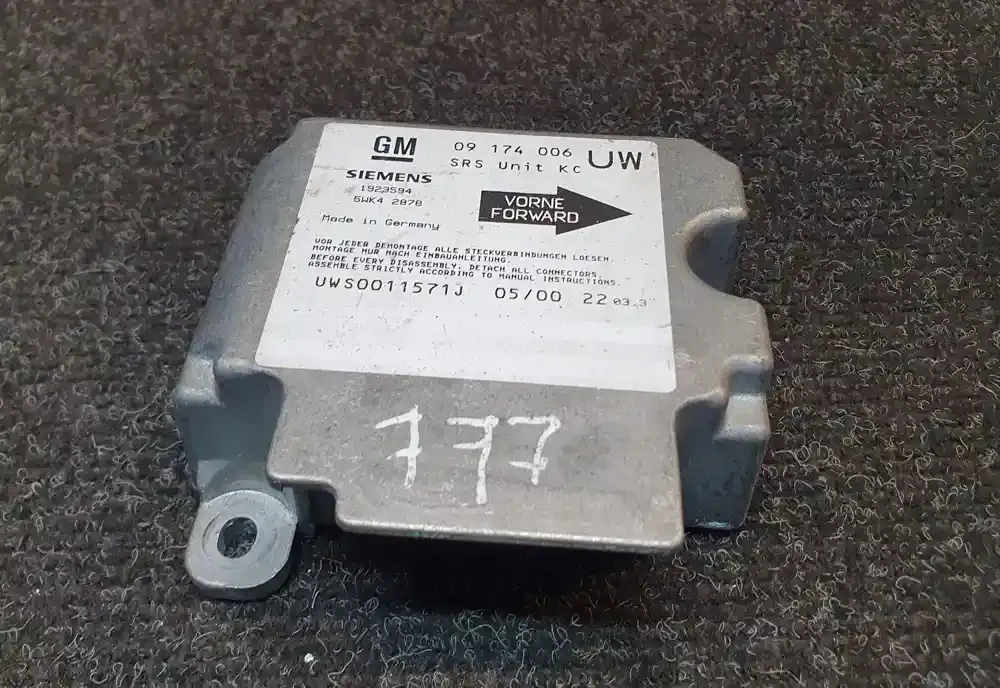 GM 09 174 006 UW
SRS Unit KC
SIEMENS
1923594
5WK4 2870
VORNE
FORWARD
Made in Germany
VOR JEDER DEMONTAGE ALLE STECKVERBINDUNGEN LOESEN.
MONTAGE NUR NACH EINBAUANLEITUNG.
BEFORE EVERY DISASSEMBLY, DETACH ALL CONNECTORS.
ASSEMBLE STRICTLY ACCORDING TO MANUAL INSTRUCTIONS.
UWS0011571J 05/00 22 03.3
177